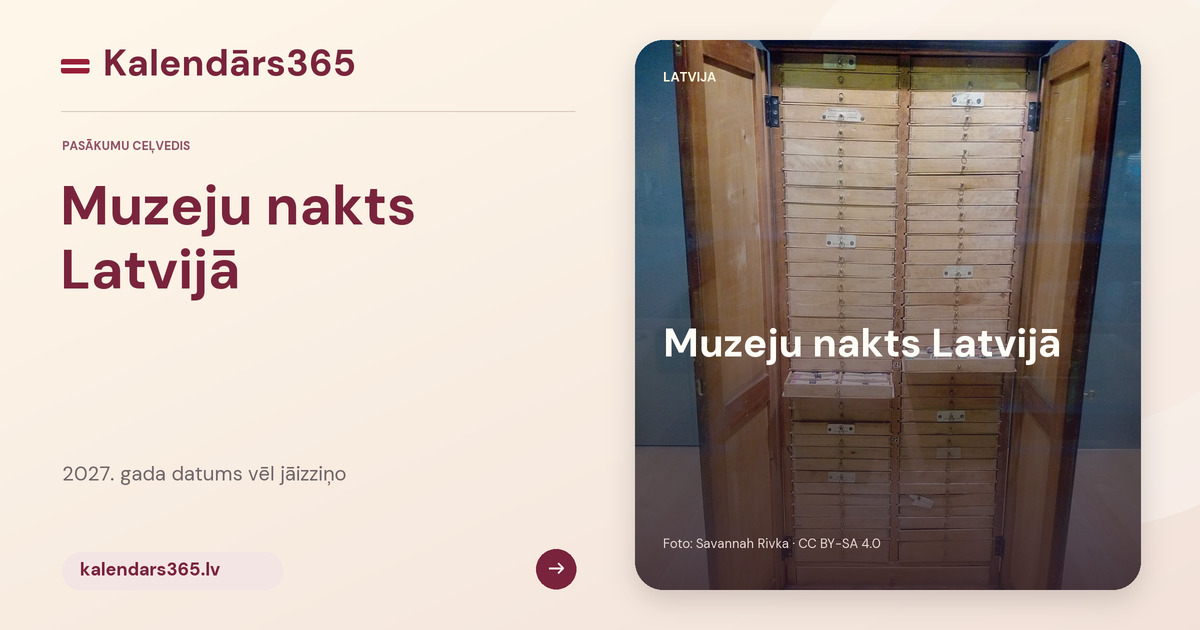 Kalendārs365
PASĀKUMU CEĻVEDIS
Muzeju nakts
Latvijā
2027. gada datums vēl jāizziņo
kalendars365.lv
LATVIJA
Muzeju nakts Latvijā
Foto: Savannah Rivka · CC BY-SA 4.0